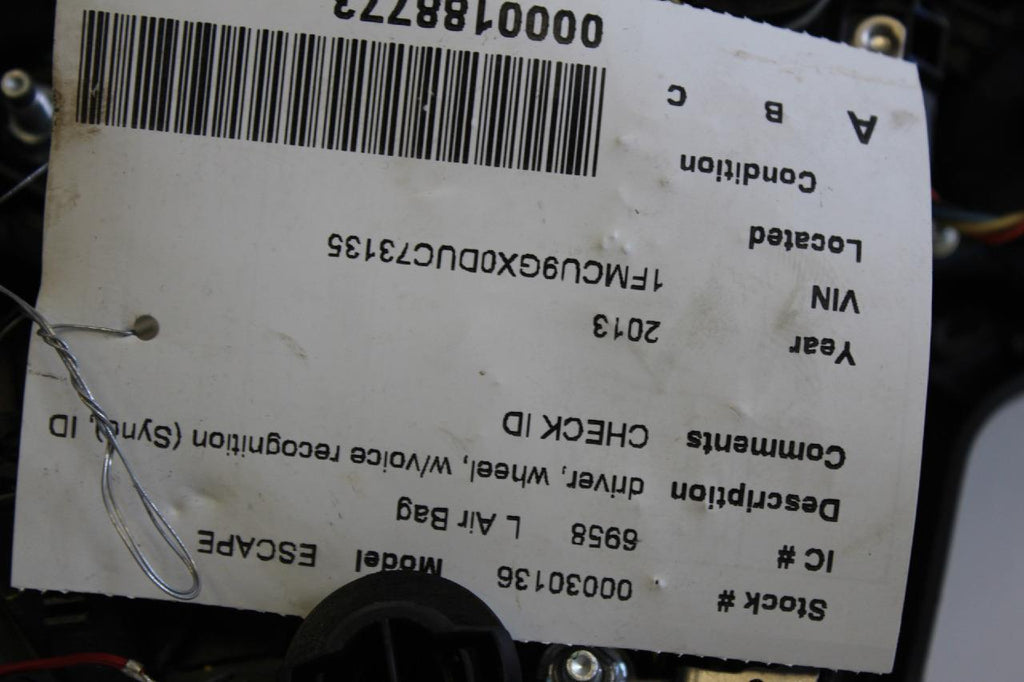 Stock # 00030136 Model ESCAPE
IC # 6958 L Air Bag
Description driver, wheel, w/voice recognition (Sync), ID
Comments CHECK ID
Year 2013
VIN 1FMCU9GX0DUC73135
Located
Condition
A B C
0000188773